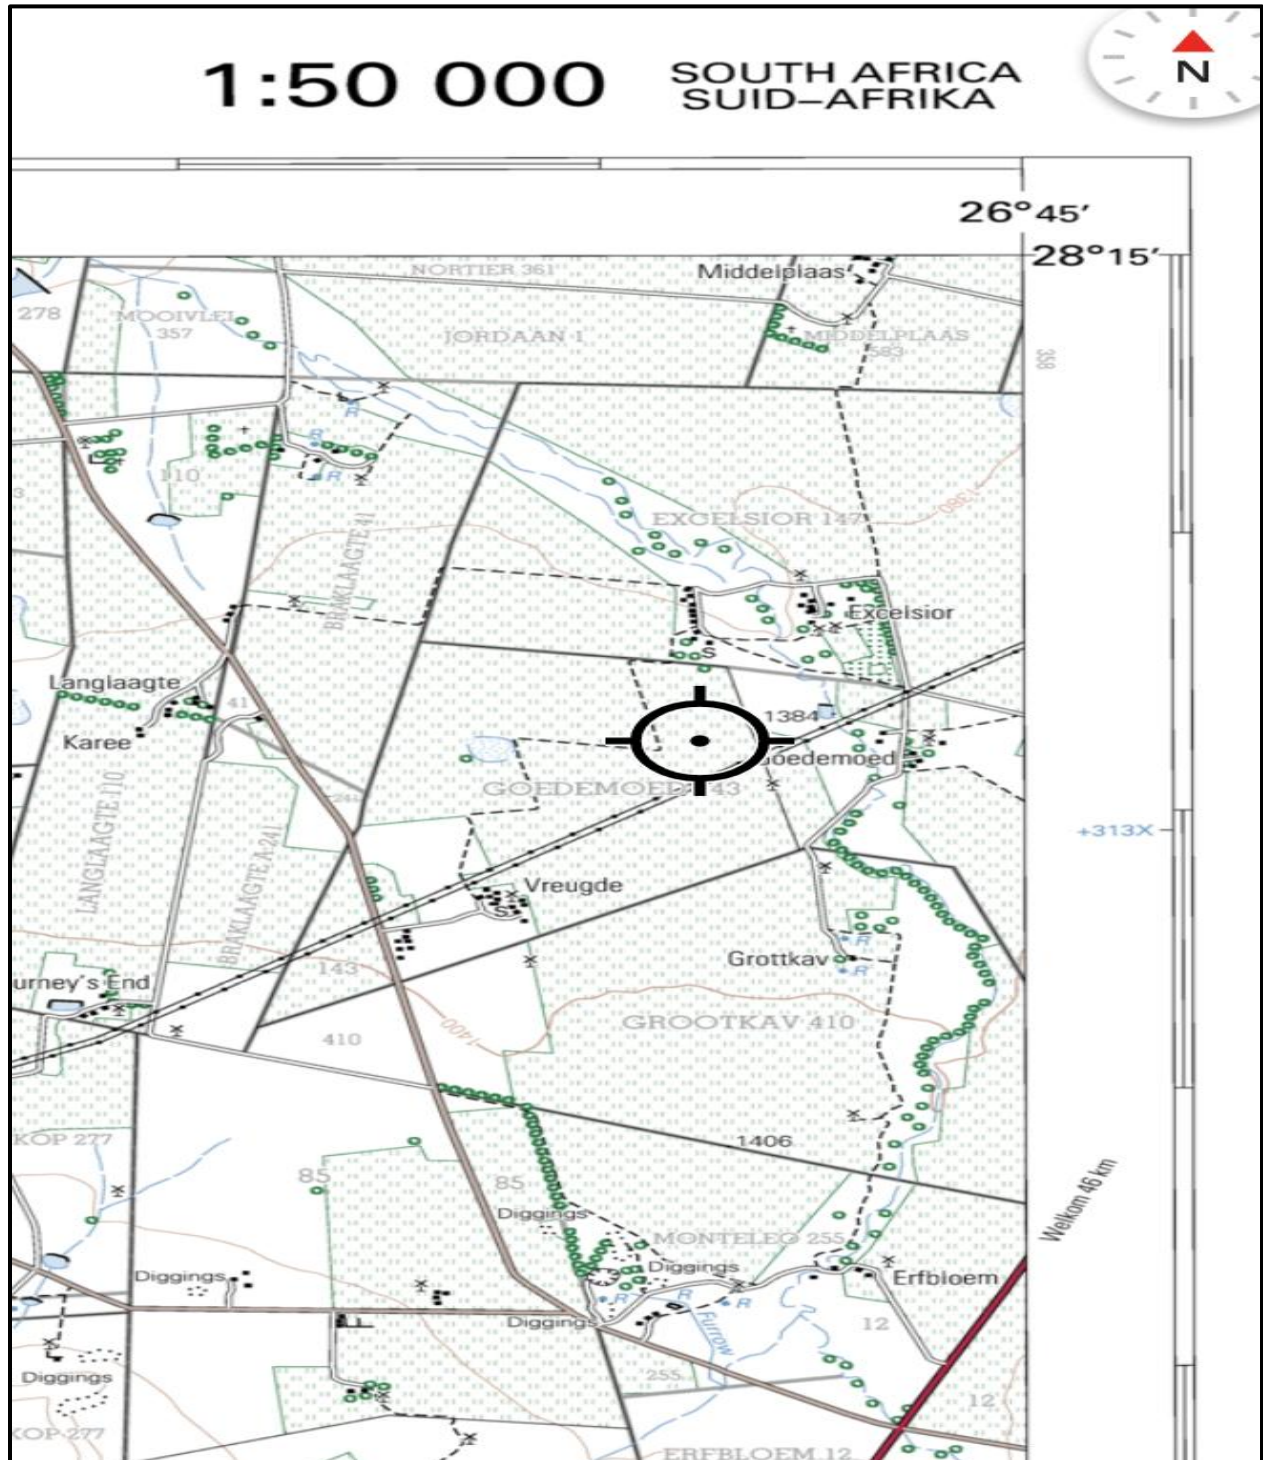 1:50 000
SOUTH AFRICA
SUID–AFRIKA
N
26° 45′
28° 15′
NORTIER 361
Middelplaas
278
MOOIVLEI
357
JORDAAN 1
MIDDELPLAAS
583
358
R
R
R
110
3
1380
EXCELSIOR 147
BRAKLAAGTE 41
Excelsior
S
Langlaagte
41
1384
Karee
Goedemoed
GOEDEMOED 143
+313X
LANGLAAGTE 110
BRAKLAAGTE A 241
Vreugde
S
R
Grottkav
R
143
urney's End
1400
GROOTKAV 410
410
KOP 277
1406
85
85
Welkom 46 km
Diggings
MONTELEO 255
Diggings
Diggings
Erfbloem
R
R
R
F
Diggings
Furrow
12
Diggings
255
12
KOP 277
ERFBLOEM 12